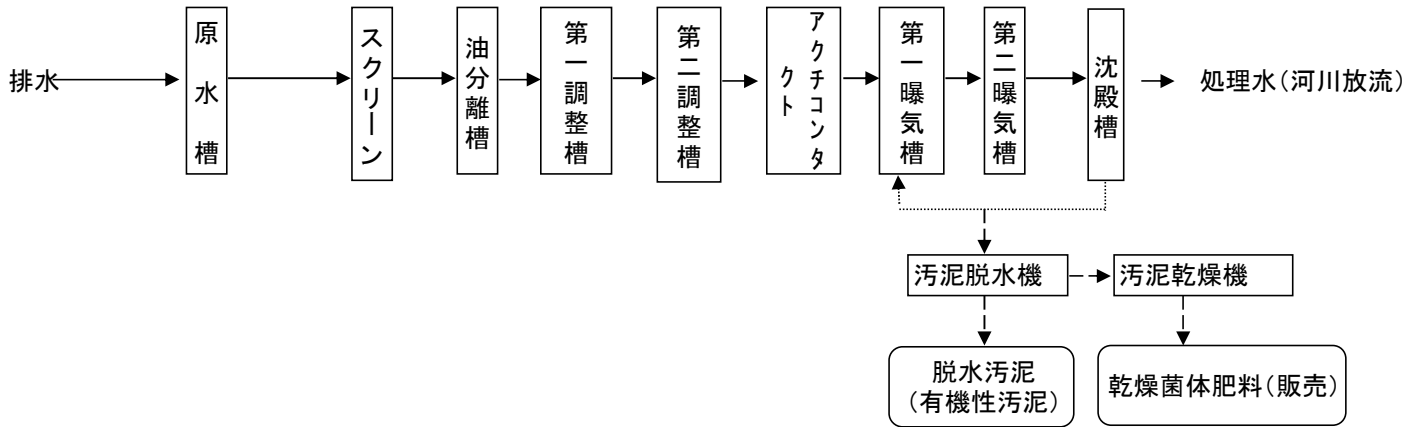 排水
原水槽
スクリーン
油分離槽
第一調整槽
第二調整槽
アクチコンタ
クト
第一曝気槽
第二曝気槽
沈殿槽
処理水(河川放流)
汚泥脱水機
汚泥乾燥機
脱水汚泥
(有機性汚泥)
乾燥菌体肥料(販売)